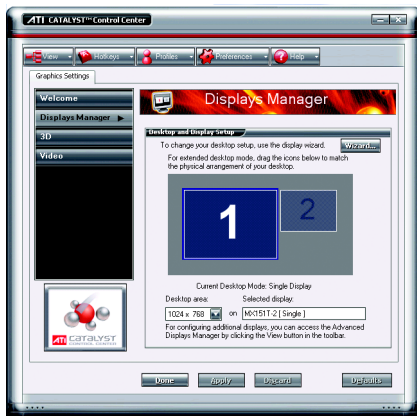 ATI CATALYST™ Control Center
View
Hotkeys
Profiles
Preferences
Help
Graphics Settings
Welcome
Displays Manager
3D
Video
Displays Manager
Desktop and Display Setup
To change your desktop setup, use the display wizard.
Wizard...
For extended desktop mode, drag the icons below to match
the physical arrangement of your desktop.
1
2
Current Desktop Mode: Single Display
Desktop area:
Selected display:
1024 x 768
on
MX151T-2 [ Single ]
For configuring additional displays, you can access the Advanced
Displays Manager by clicking the View button in the toolbar.
ATI CATALYST
CONTROL CENTER
Done
Apply
Discard
Defaults